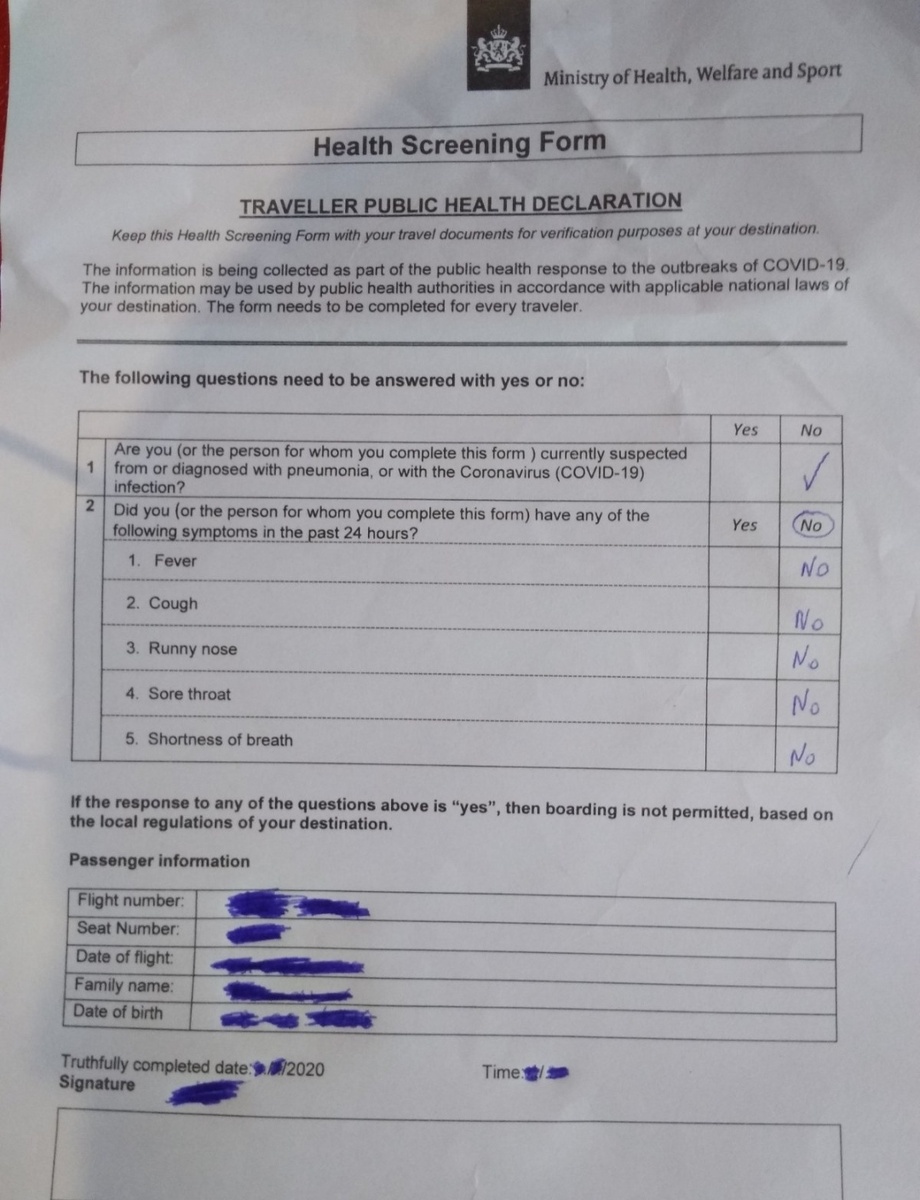 Ministry of Health, Welfare and Sport
Health Screening Form
TRAVELLER PUBLIC HEALTH DECLARATION
Keep this Health Screening Form with your travel documents for verification purposes at your destination.
The information is being collected as part of the public health response to the outbreaks of COVID-19.
The information may be used by public health authorities in accordance with applicable national laws of
your destination. The form needs to be completed for every traveler.
The following questions need to be answered with yes or no:
Yes No
1 Are you (or the person for whom you complete this form ) currently suspected
from or diagnosed with pneumonia, or with the Coronavirus (COVID-19)
infection?
2 Did you (or the person for whom you complete this form) have any of the
following symptoms in the past 24 hours? Yes No
1. Fever No
2. Cough No
3. Runny nose No
4. Sore throat No
5. Shortness of breath No
If the response to any of the questions above is “yes”, then boarding is not permitted, based on
the local regulations of your destination.
Passenger information
Flight number:
Seat Number:
Date of flight:
Family name:
Date of birth
Truthfully completed date: /2020 Time: /
Signature